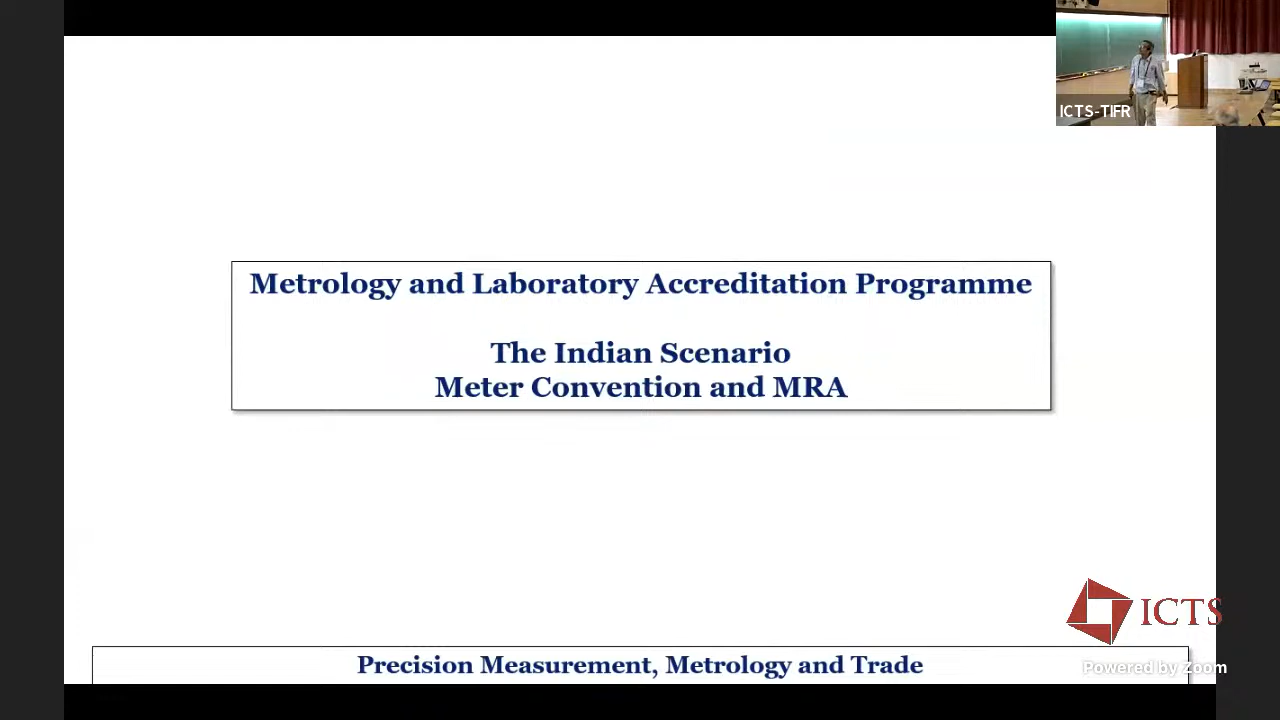 ICTS-TIFR
Metrology and Laboratory Accreditation Programme
The Indian Scenario
Meter Convention and MRA
ICTS
Precision Measurement, Metrology and Trade
Powered by Zoom